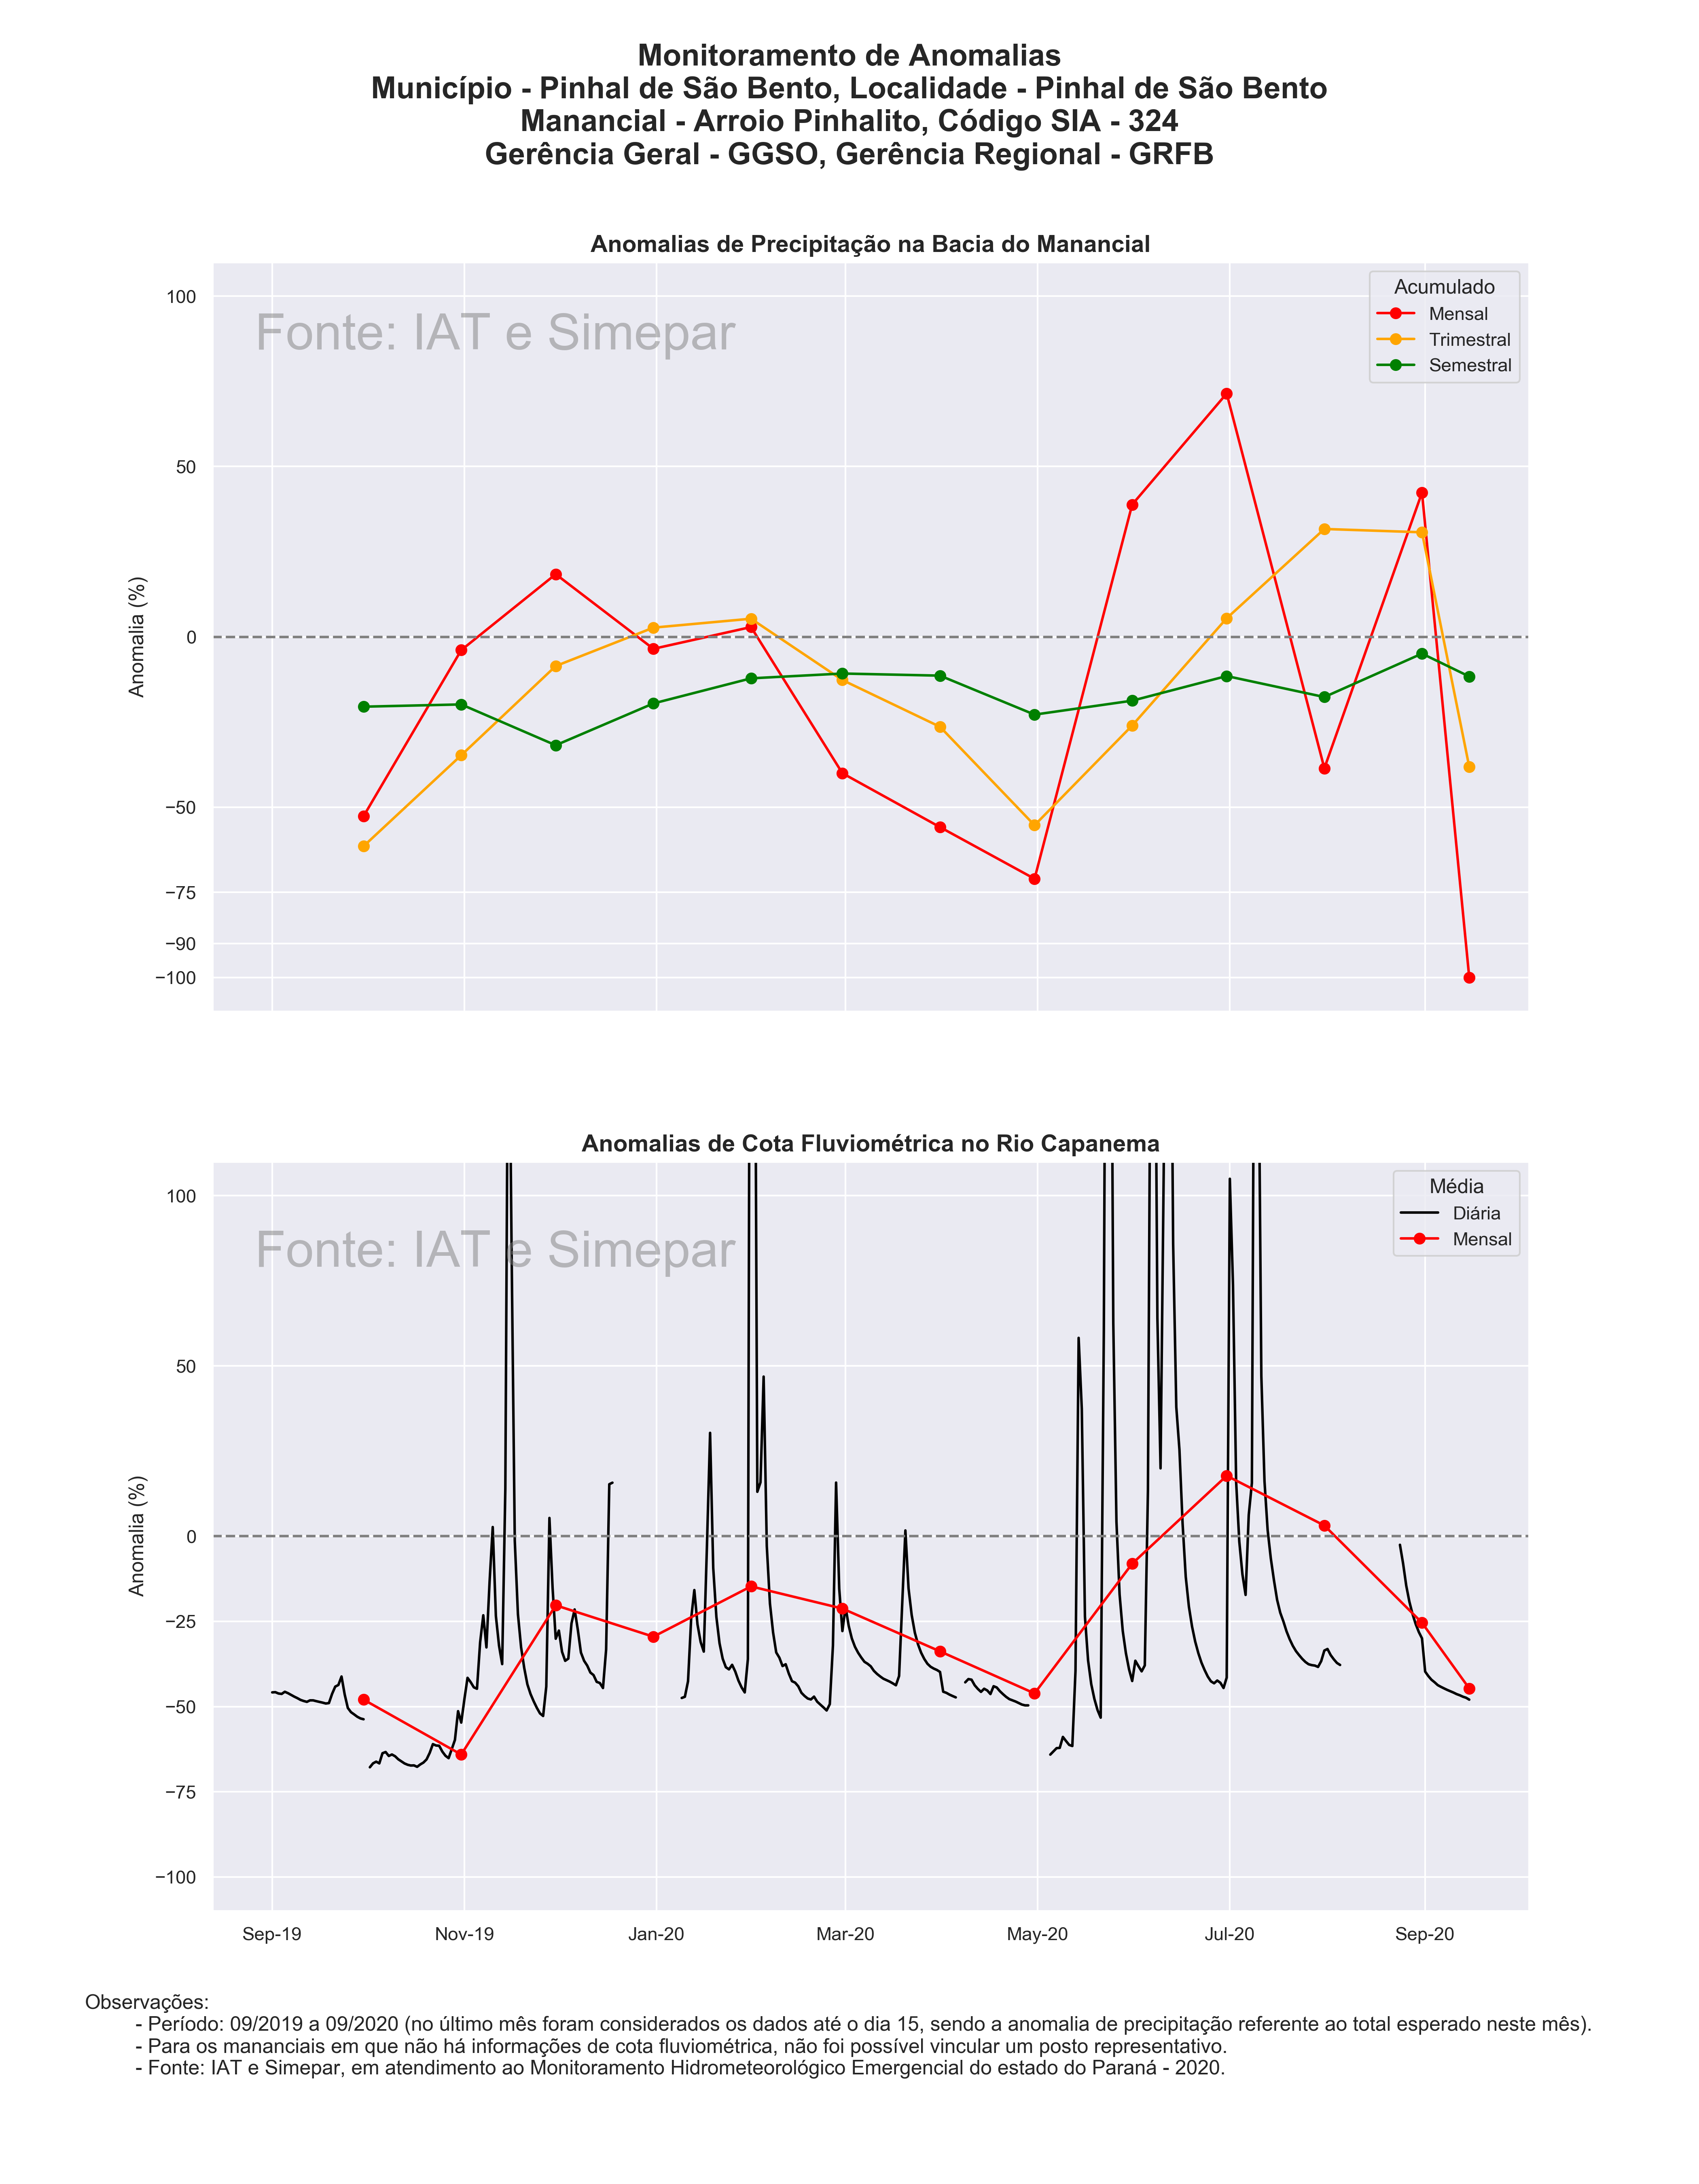 Monitoramento de Anomalias
Município - Pinhal de São Bento, Localidade - Pinhal de São Bento
Manancial - Arroio Pinhalito, Código SIA - 324
Gerência Geral - GGSO, Gerência Regional - GRFB
Anomalias de Precipitação na Bacia do Manancial
Fonte: IAT e Simepar
Acumulado
Mensal
Trimestral
Semestral
Anomalia (%)
100
50
0
−50
−75
−90
−100
Anomalias de Cota Fluviométrica no Rio Capanema
Fonte: IAT e Simepar
Média
Diária
Mensal
Anomalia (%)
100
50
0
−25
−50
−75
−100
Sep-19 Nov-19 Jan-20 Mar-20 May-20 Jul-20 Sep-20
Observações:
- Período: 09/2019 a 09/2020 (no último mês foram considerados os dados até o dia 15, sendo a anomalia de precipitação referente ao total esperado neste mês).
- Para os mananciais em que não há informações de cota fluviométrica, não foi possível vincular um posto representativo.
- Fonte: IAT e Simepar, em atendimento ao Monitoramento Hidrometeorológico Emergencial do estado do Paraná - 2020.